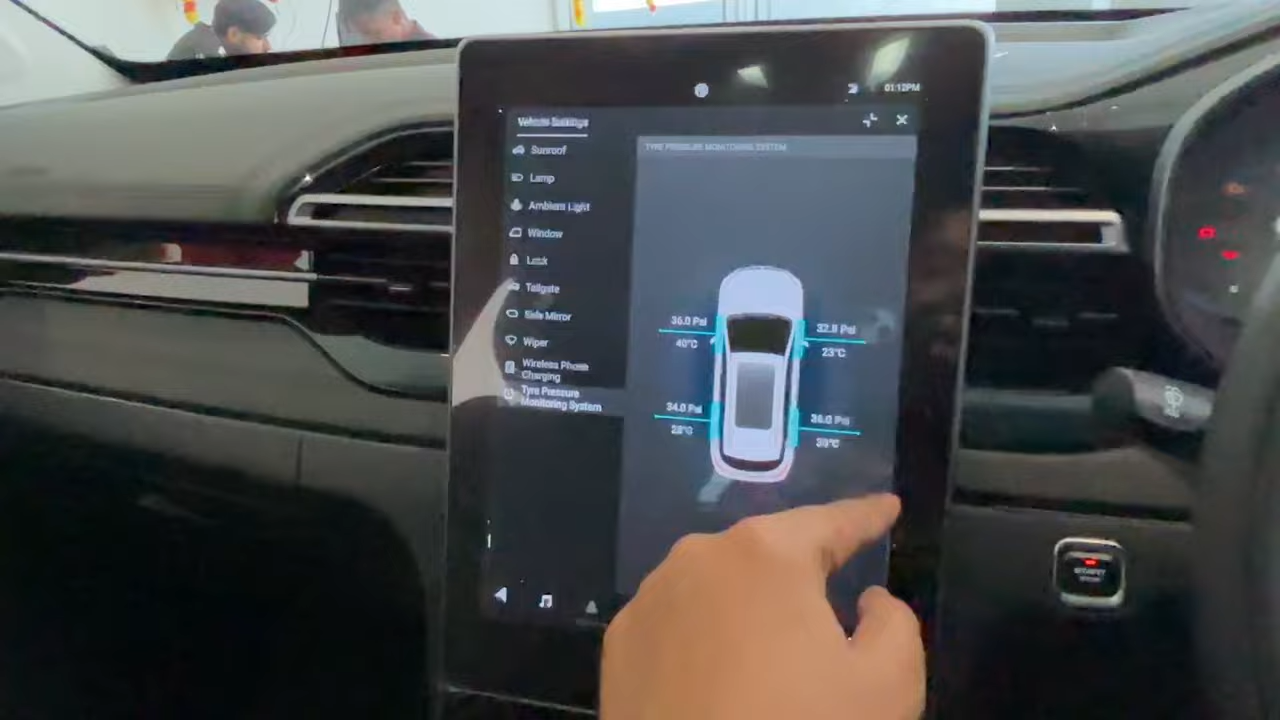 01:12PM
Vehicle Settings
TYRE PRESSURE MONITORING SYSTEM
Sunroof
Lamp
Ambient Light
Window
Lock
Tailgate
Side Mirror
Wiper
Wireless Phone
Charging
Tyre Pressure
Monitoring System
36.0 Psi
40°C
32.8 Psi
23°C
34.0 Psi
28°C
36.0 Psi
39°C